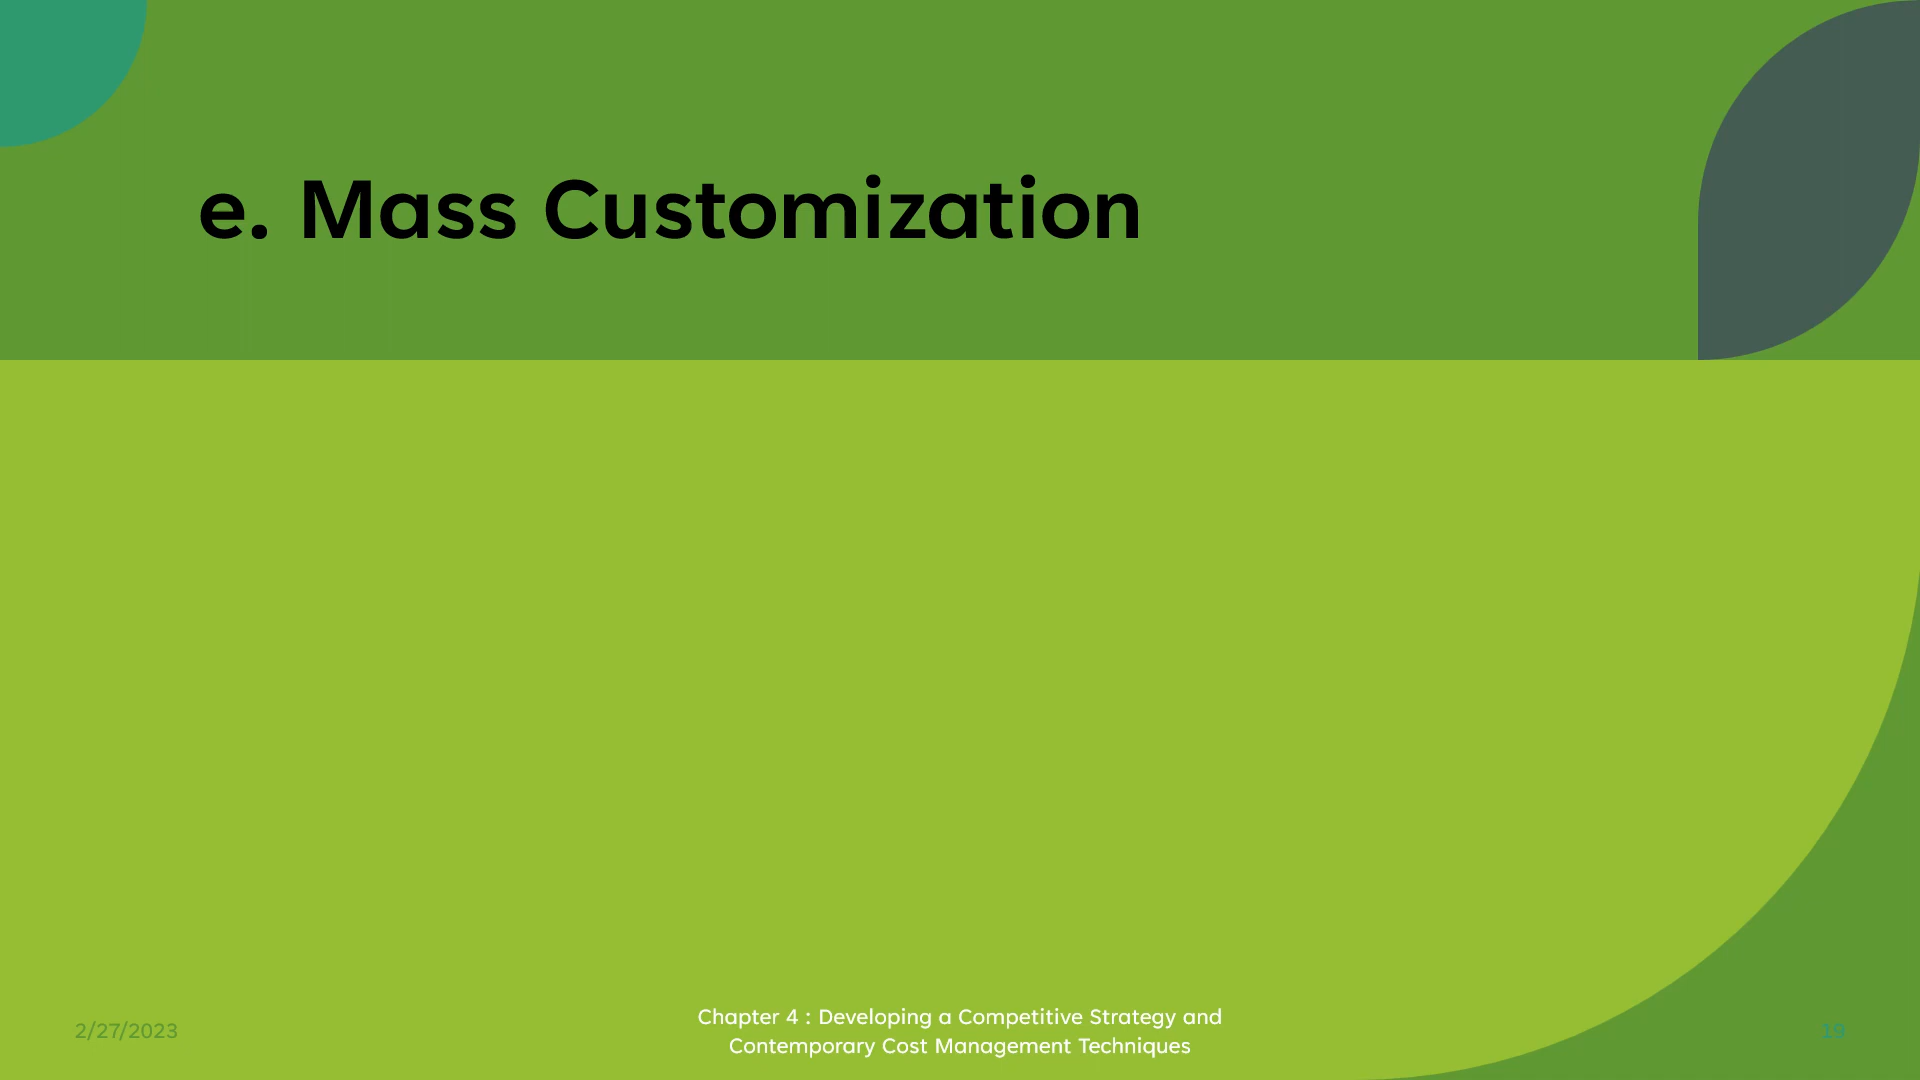 e. Mass Customization
2/27/2023
Chapter 4 : Developing a Competitive Strategy and
Contemporary Cost Management Techniques
19